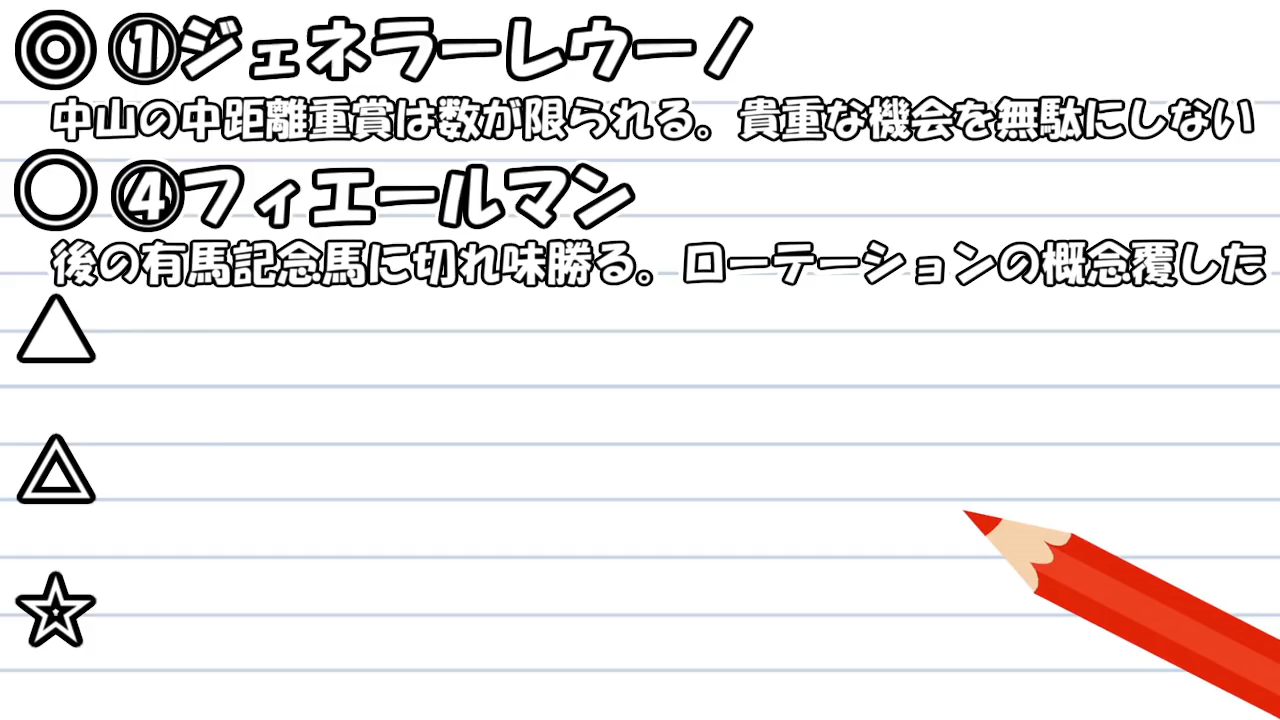 ◎①ジェネラーレウーノ
中山の中距離重賞は数が限られる。貴重な機会を無駄にしない
○④フィエールマン
後の有馬記念馬に切れ味勝る。ローテーションの概念覆した
△
△
☆